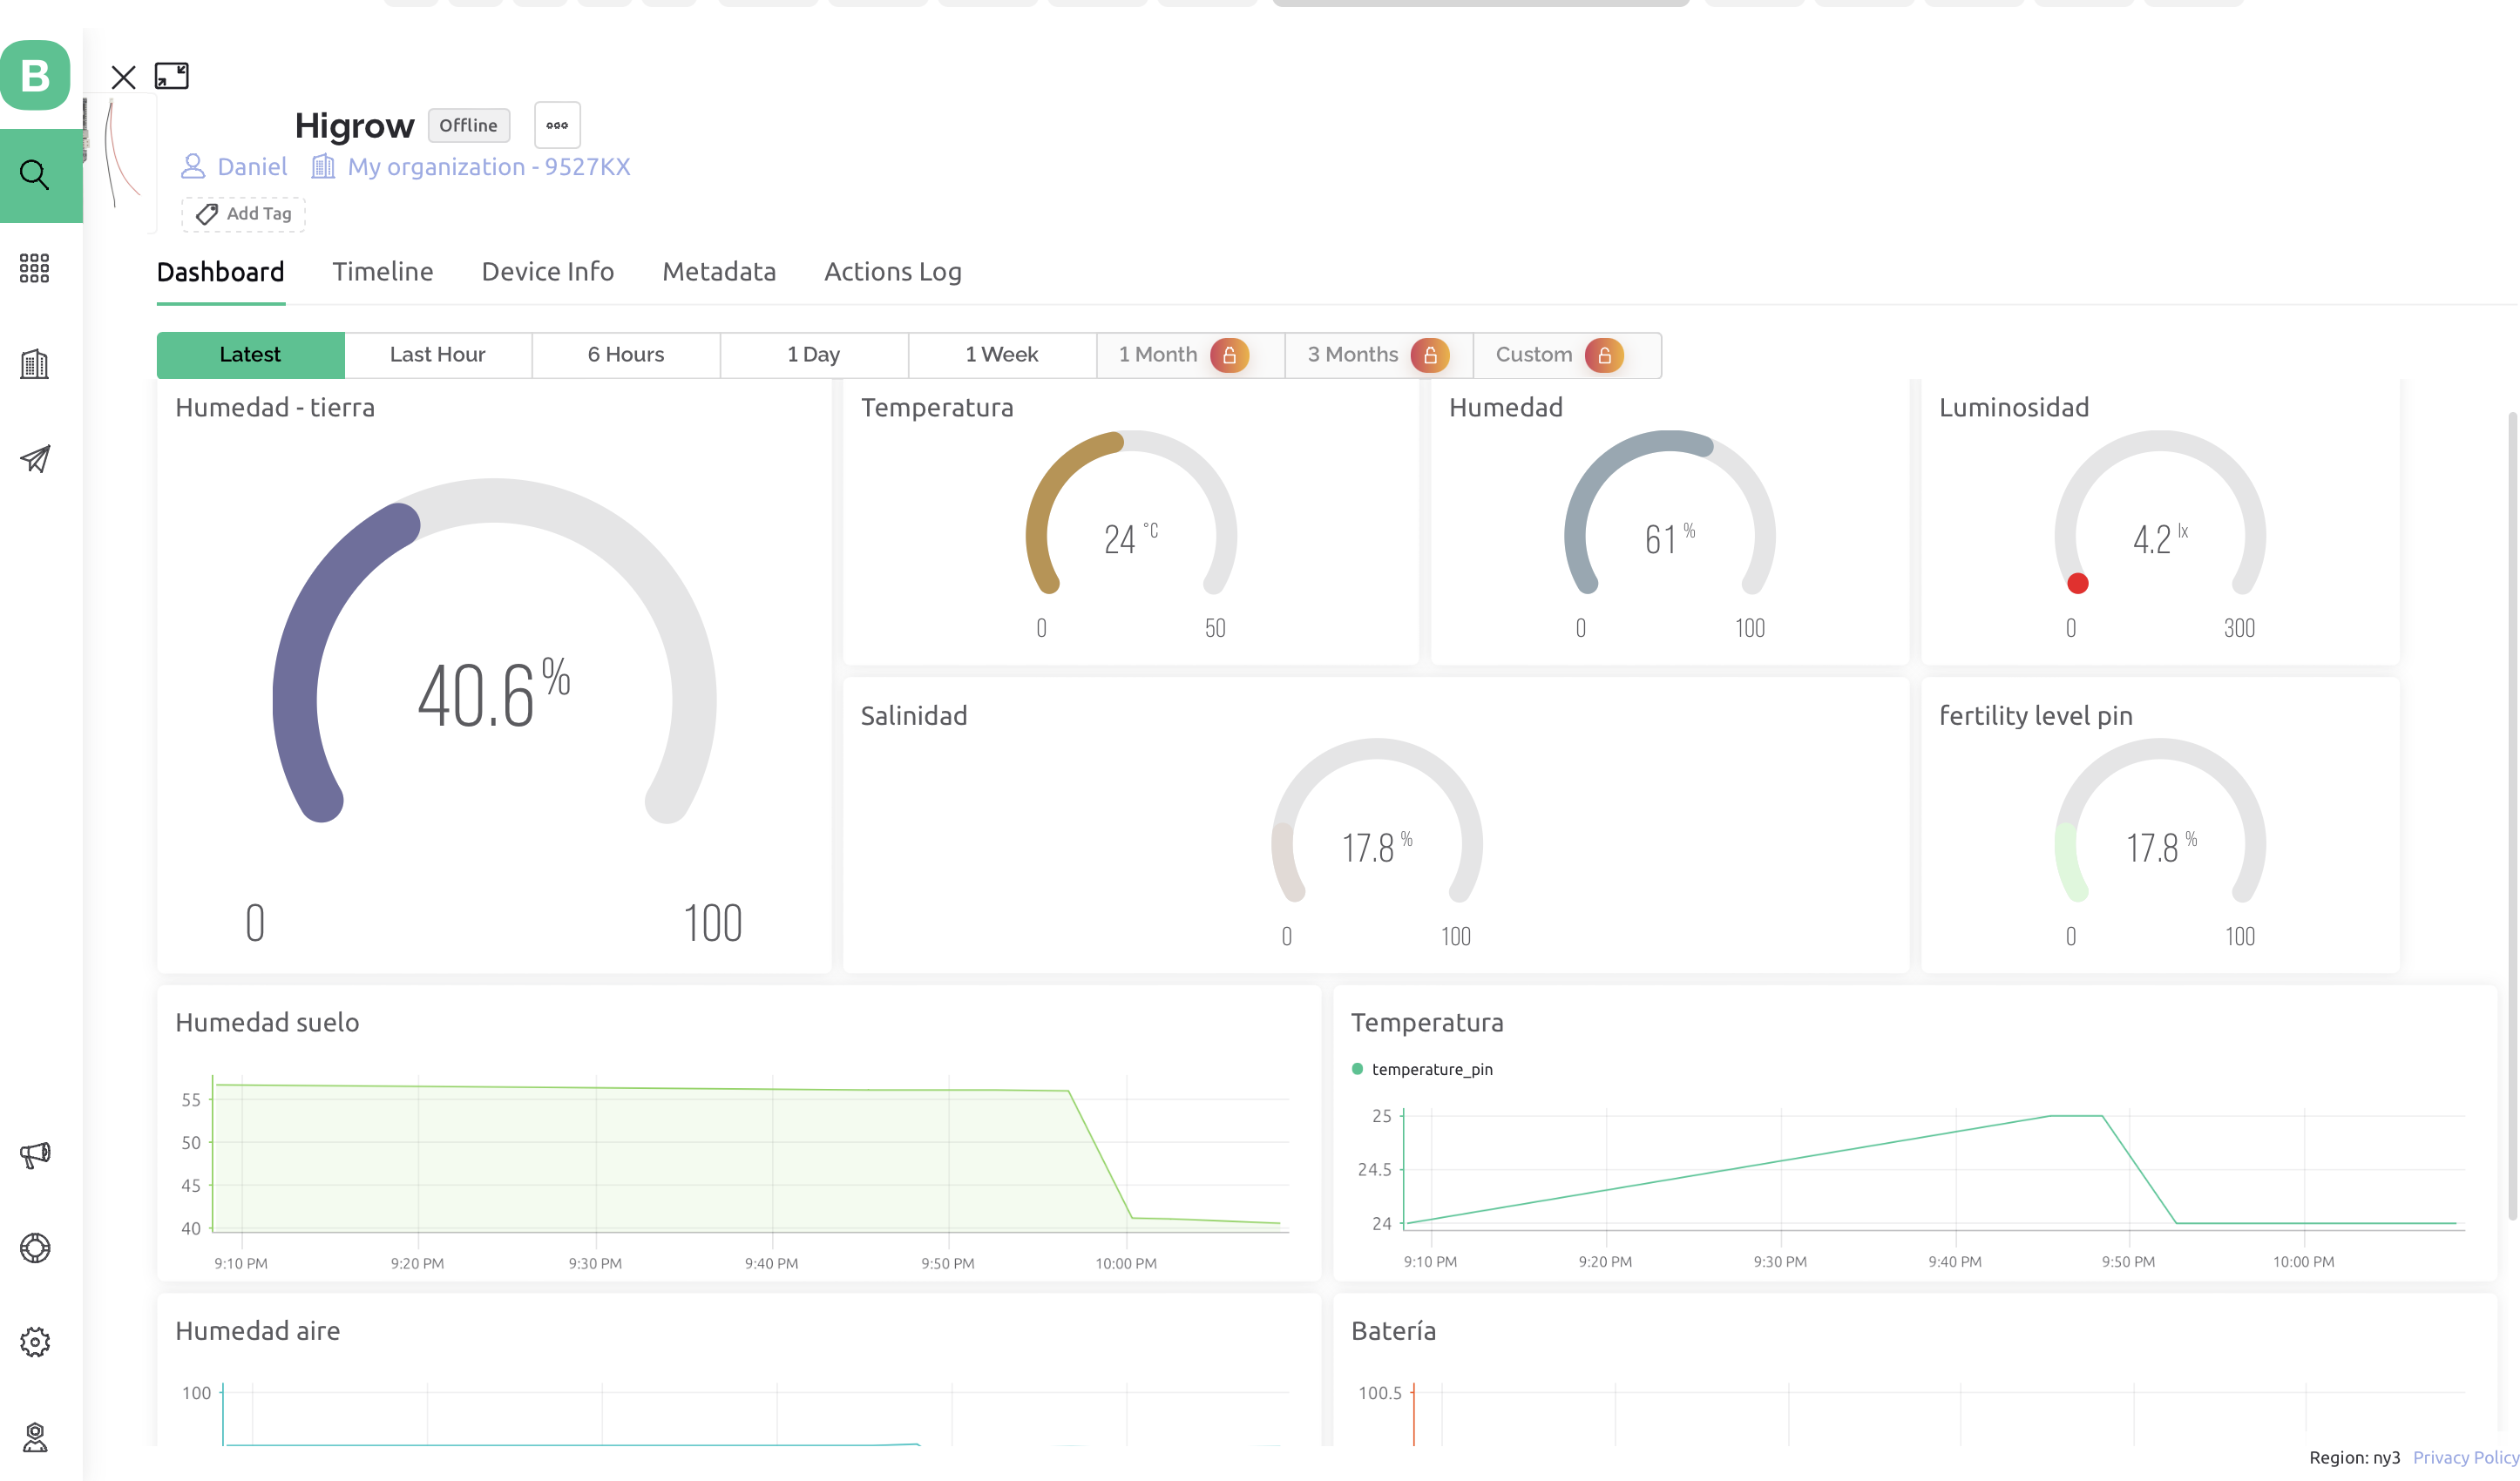 B
Higrow Offline
Daniel My organization - 9527KX
Add Tag
Dashboard Timeline Device Info Metadata Actions Log
Latest Last Hour 6 Hours 1 Day 1 Week 1 Month 3 Months Custom
Humedad - tierra
40.6 %
0 100
Temperatura
24 °C
0 50
Humedad
61 %
0 100
Luminosidad
4.2 lx
0 300
Salinidad
17.8 %
0 100
fertility level pin
17.8 %
0 100
Humedad suelo
55
50
45
40
9:10 PM 9:20 PM 9:30 PM 9:40 PM 9:50 PM 10:00 PM
Temperatura
temperature_pin
25
24.5
24
9:10 PM 9:20 PM 9:30 PM 9:40 PM 9:50 PM 10:00 PM
Humedad aire
100
Batería
100.5
Region: ny3 Privacy Policy